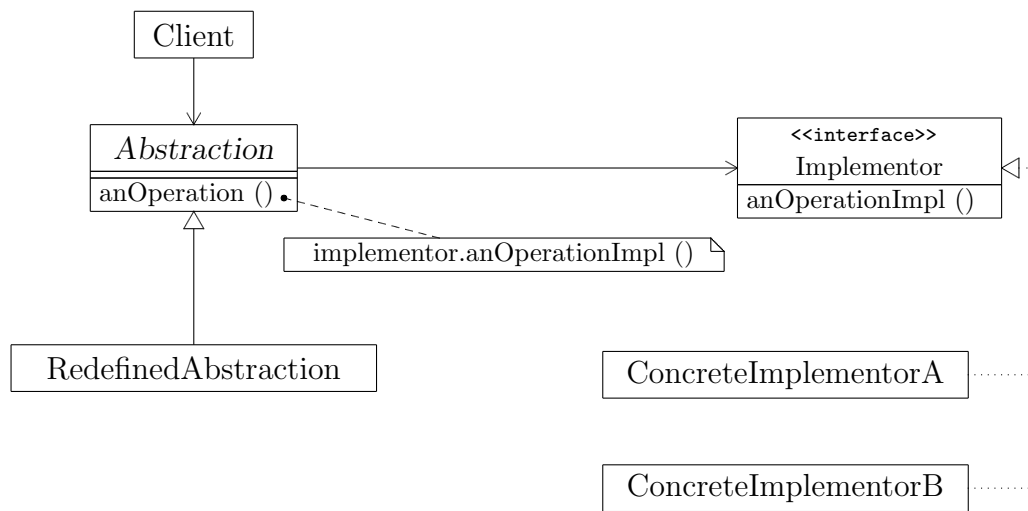 Client
Abstraction
anOperation ()
<<interface>>
Implementor
anOperationImpl ()
implementor.anOperationImpl ()
RedefinedAbstraction
ConcreteImplementorA
ConcreteImplementorB